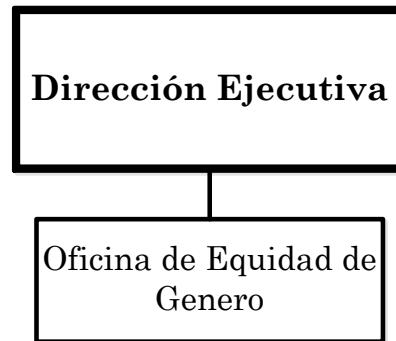 Dirección Ejecutiva
Oficina de Equidad de
Genero